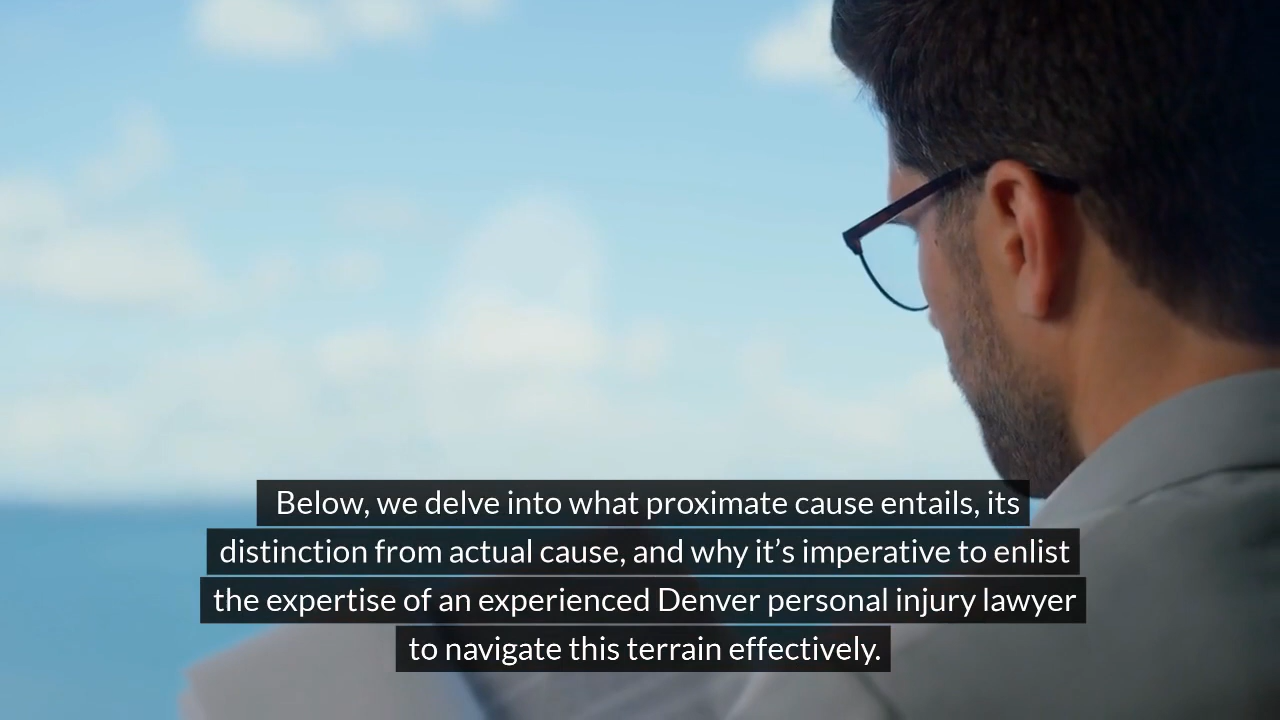 Below, we delve into what proximate cause entails, its
distinction from actual cause, and why it’s imperative to enlist
the expertise of an experienced Denver personal injury lawyer
to navigate this terrain effectively.